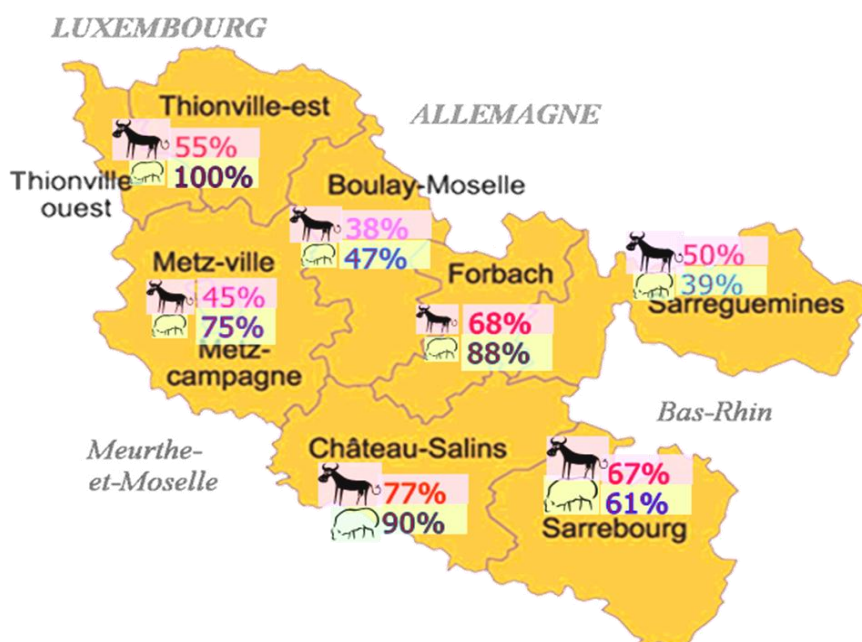 LUXEMBOURG
Thionville-est
ALLEMAGNE
55%
100%
Thionville
ouest
Boulay-Moselle
38%
47%
Metz-ville
45%
75%
Metz-
campagne
Forbach
68%
88%
50%
39%
Sarreguemines
Bas-Rhin
Meurthe-
et-Moselle
Château-Salins
77%
90%
67%
61%
Sarrebourg